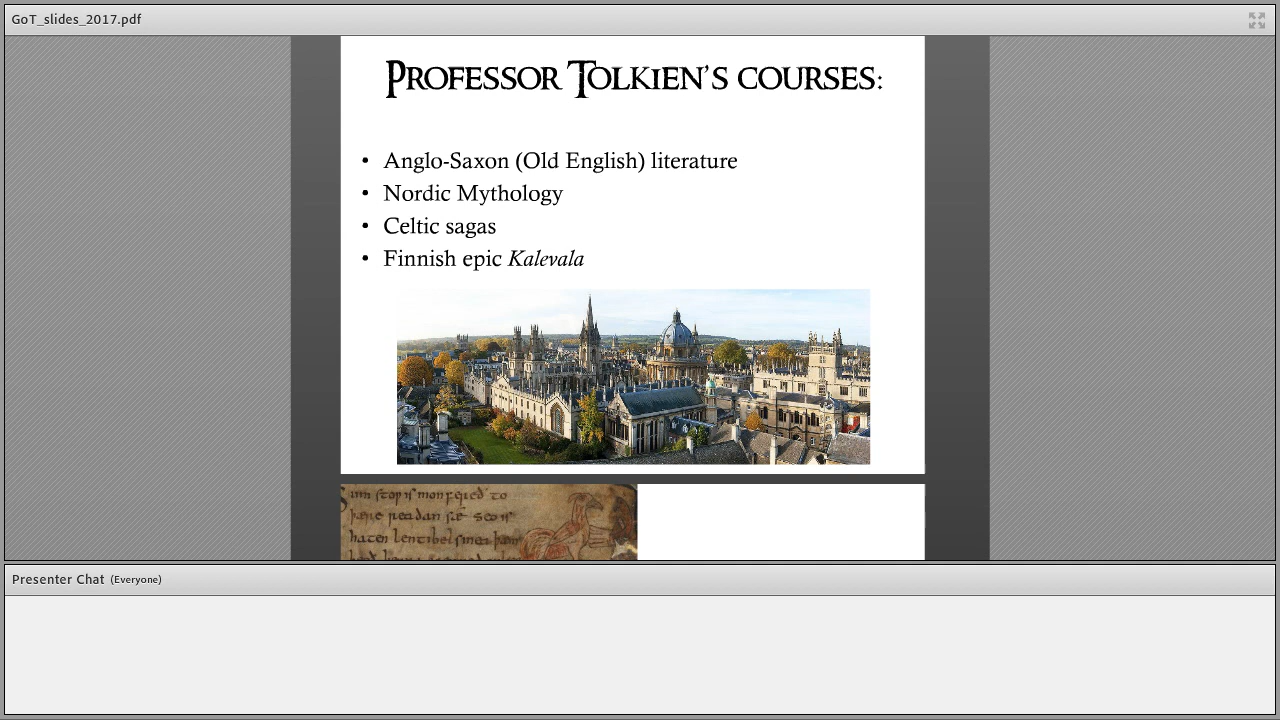 GoT_slides_2017.pdf
PROFESSOR TOLKIEN'S COURSES:
• Anglo-Saxon (Old English) literature
• Nordic Mythology
• Celtic sagas
• Finnish epic Kalevala
Presenter Chat (Everyone)